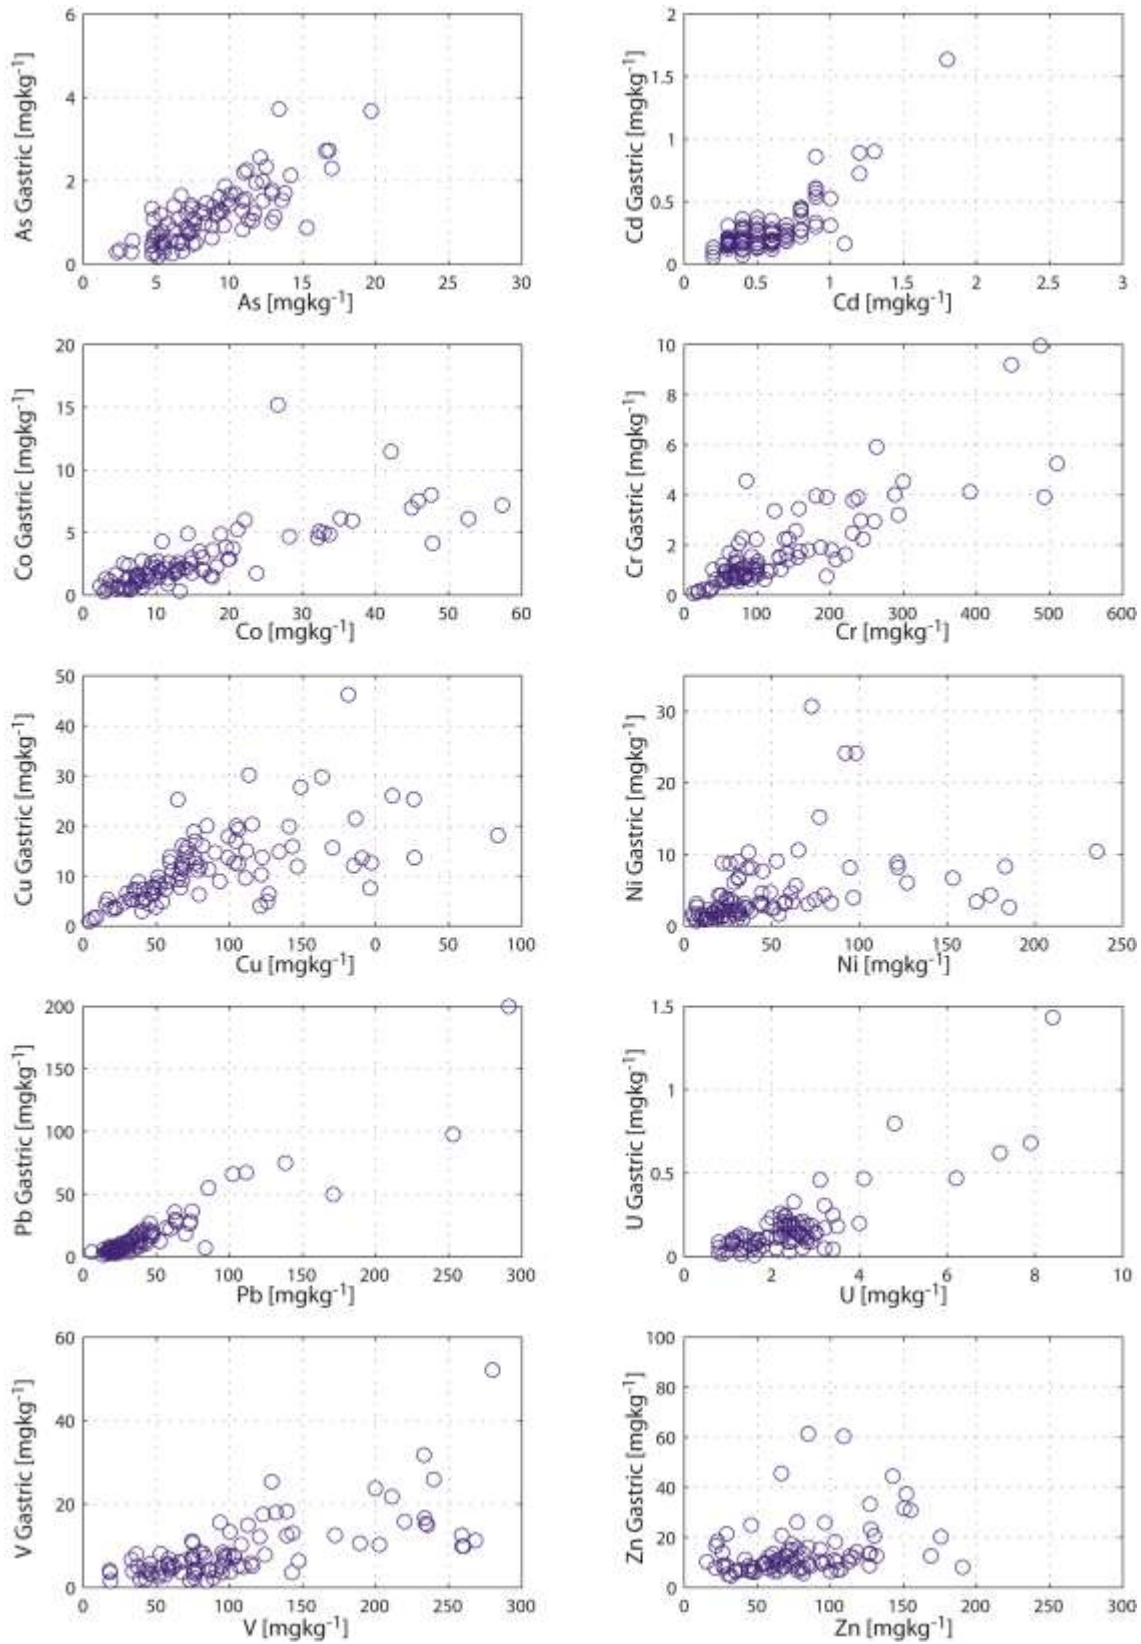 6
4
2
0
As Gastric [mgkg-1]
0 5 10 15 20 25 30
As [mgkg-1]
2
1.5
1
0.5
0
Cd Gastric [mgkg-1]
0 0.5 1 1.5 2 2.5 3
Cd [mgkg-1]
20
15
10
5
0
Co Gastric [mgkg-1]
0 10 20 30 40 50 60
Co [mgkg-1]
10
8
6
4
2
0
Cr Gastric [mgkg-1]
0 100 200 300 400 500 600
Cr [mgkg-1]
50
40
30
20
10
0
Cu Gastric [mgkg-1]
0 50 100 150 0 50 100
Cu [mgkg-1]
30
20
10
0
Ni Gastric [mgkg-1]
0 50 100 150 200 250
Ni [mgkg-1]
200
150
100
50
0
Pb Gastric [mgkg-1]
0 50 100 150 200 250 300
Pb [mgkg-1]
1.5
1
0.5
0
U Gastric [mgkg-1]
0 2 4 6 8 10
U [mgkg-1]
60
40
20
0
V Gastric [mgkg-1]
0 50 100 150 200 250 300
V [mgkg-1]
100
80
60
40
20
0
Zn Gastric [mgkg-1]
0 50 100 150 200 250 300
Zn [mgkg-1]